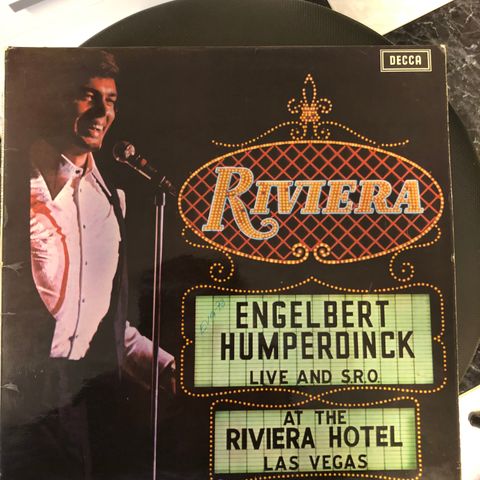 DECCA
RIVIERA
ENGELBERT
HUMPERDINCK
LIVE AND S.R.O.
AT THE
RIVIERA HOTEL
LAS VEGAS